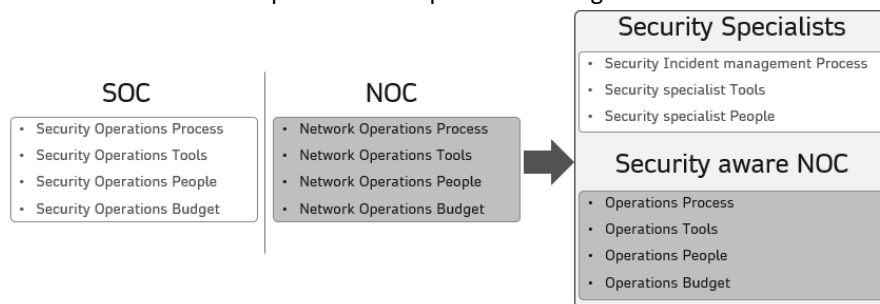 SOC
• Security Operations Process
• Security Operations Tools
• Security Operations People
• Security Operations Budget
NOC
• Network Operations Process
• Network Operations Tools
• Network Operations People
• Network Operations Budget
Security Specialists
• Security Incident management Process
• Security specialist Tools
• Security specialist People
Security aware NOC
• Operations Process
• Operations Tools
• Operations People
• Operations Budget